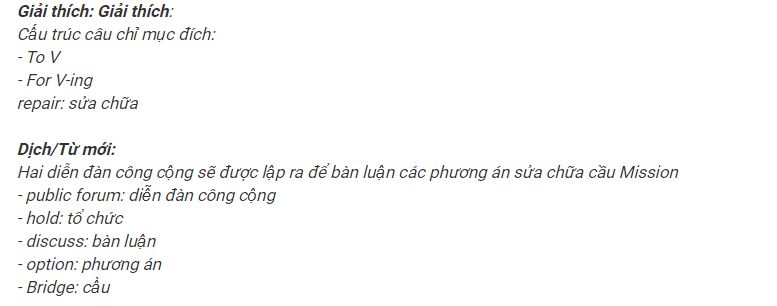 Giải thích: Giải thích:
Cấu trúc câu chỉ mục đích:
- To V
- For V-ing
repair: sửa chữa
Dịch/Từ mới:
Hai diễn đàn công cộng sẽ được lập ra để bàn luận các phương án sửa chữa cầu Mission
- public forum: diễn đàn công cộng
- hold: tổ chức
- discuss: bàn luận
- option: phương án
- Bridge: cầu